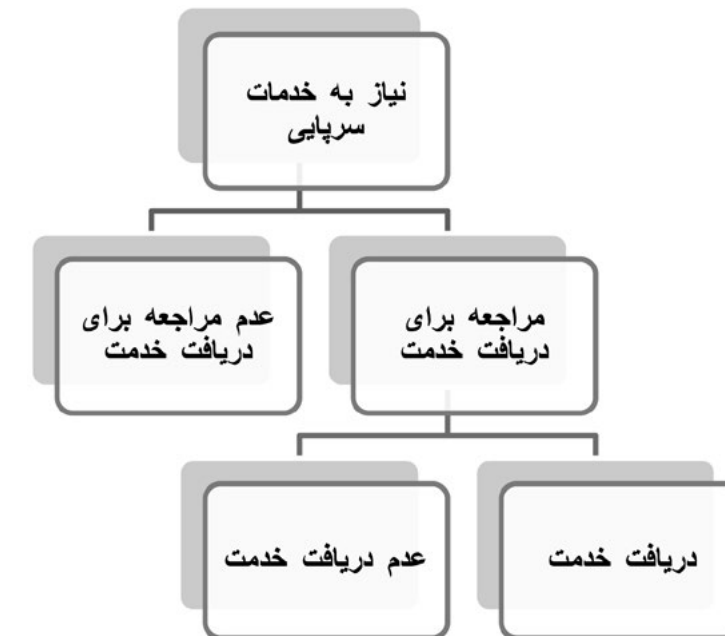 نیاز به خدمات
سرپایی
مراجعه برای
دریافت خدمت
عدم مراجعه برای
دریافت خدمت
دریافت خدمت
عدم دریافت خدمت